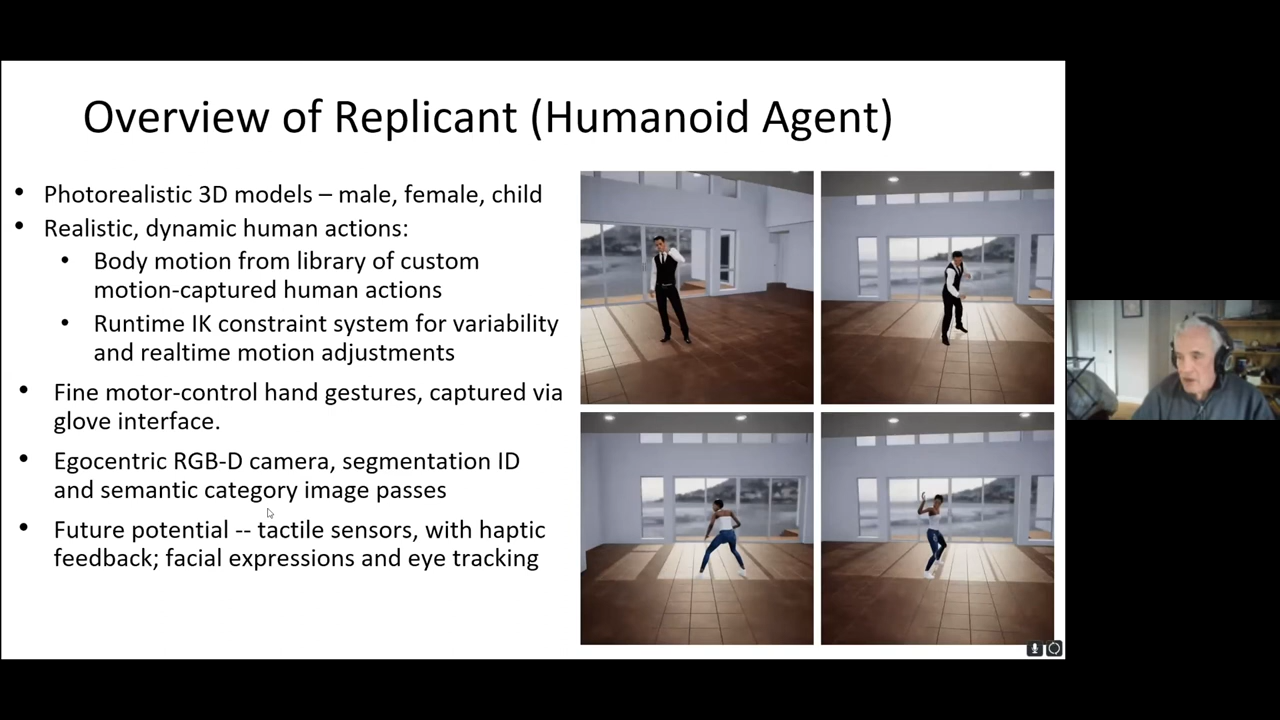 Overview of Replicant (Humanoid Agent)
• Photorealistic 3D models – male, female, child
• Realistic, dynamic human actions:
• Body motion from library of custom
motion-captured human actions
• Runtime IK constraint system for variability
and realtime motion adjustments
• Fine motor-control hand gestures, captured via
glove interface.
• Egocentric RGB-D camera, segmentation ID
and semantic category image passes
• Future potential -- tactile sensors, with haptic
feedback; facial expressions and eye tracking